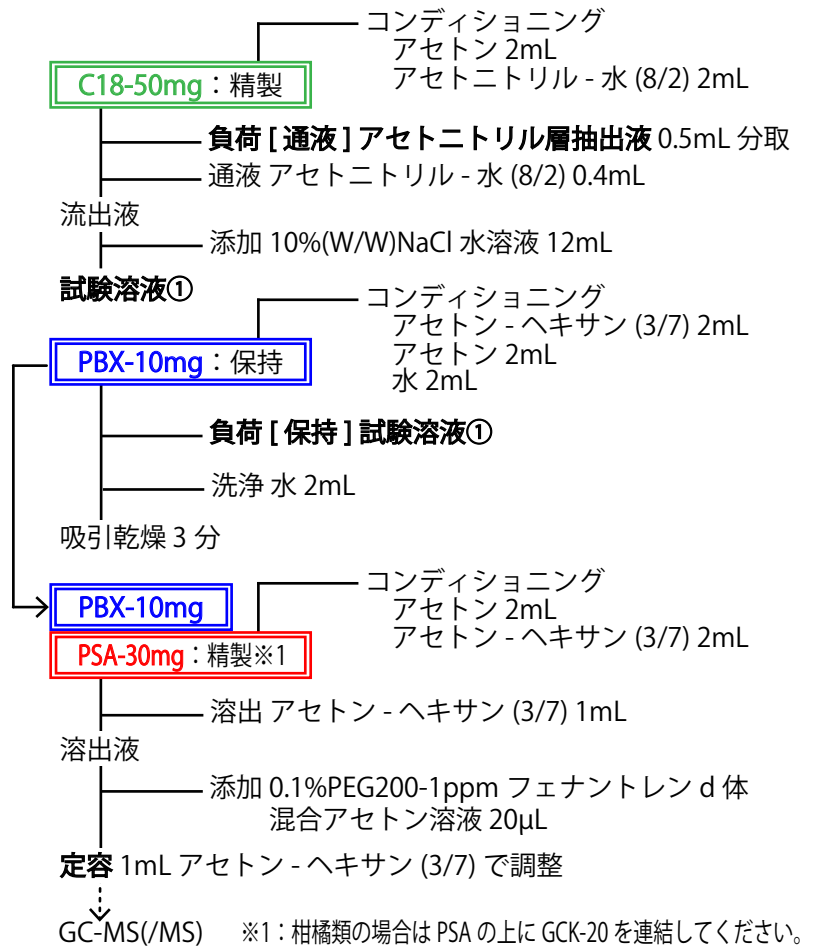 コンディショニング
アセトン 2mL
アセトニトリル - 水 (8/2) 2mL
C18-50mg：精製
負荷 [ 通液 ] アセトニトリル層抽出液 0.5mL 分取
通液 アセトニトリル - 水 (8/2) 0.4mL
流出液
添加 10%(W/W)NaCl 水溶液 12mL
試験溶液①
コンディショニング
アセトン - ヘキサン (3/7) 2mL
アセトン 2mL
水 2mL
PBX-10mg：保持
負荷 [ 保持 ] 試験溶液①
洗浄 水 2mL
吸引乾燥 3 分
コンディショニング
アセトン 2mL
アセトン - ヘキサン (3/7) 2mL
PBX-10mg
PSA-30mg：精製※1
溶出 アセトン - ヘキサン (3/7) 1mL
溶出液
添加 0.1%PEG200-1ppm フェナントレン d 体
混合アセトン溶液 20μL
定容 1mL アセトン - ヘキサン (3/7) で調整
GC-MS(/MS) ※1：柑橘類の場合は PSA の上に GCK-20 を連結してください。